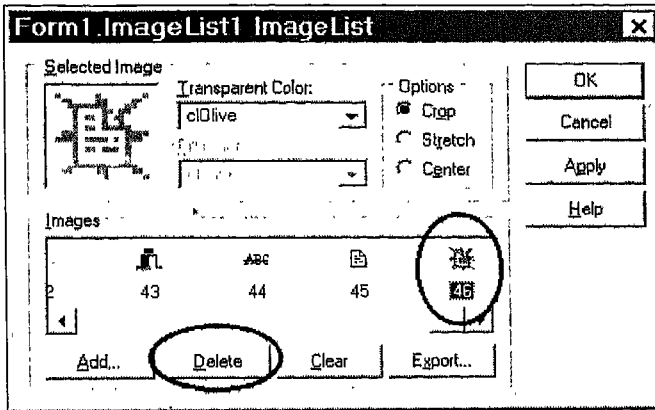 Form1.ImageList1 ImageList
Selected Image
Transparent Color:
clOlive
Options
Crop
Stretch
Center
OK
Cancel
Apply
Help
Images
ABC
2 43 44 45 46
Add... Delete Clear Export...